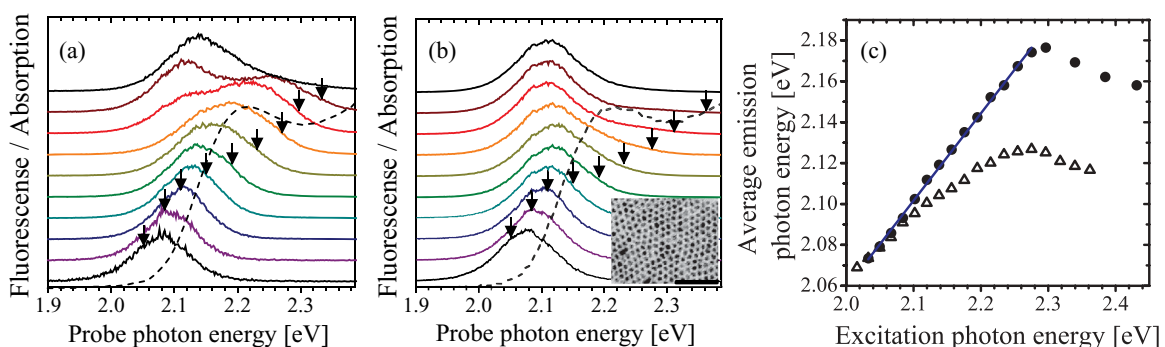 (a)
Fluorescense / Absorption
1.9 2.0 2.1 2.2 2.3
Probe photon energy [eV]
(b)
Fluorescense / Absorption
1.9 2.0 2.1 2.2 2.3
Probe photon energy [eV]
(c)
Average emission
photon energy [eV]
2.18
2.16
2.14
2.12
2.10
2.08
2.06
2.0 2.1 2.2 2.3 2.4
Excitation photon energy [eV]